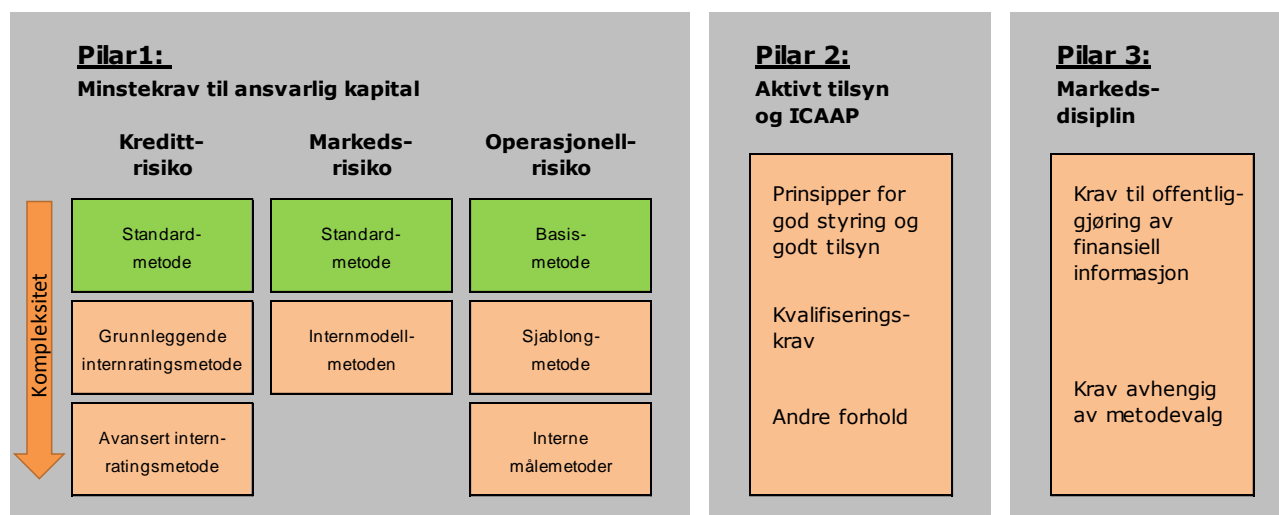 Pilar1:
Minstekrav til ansvarlig kapital
Kreditt-
risiko
Markeds-
risiko
Operasjonell-
risiko
Kompleksitet
Standard-
metode
Standard-
metode
Basis-
metode
Grunnleggende
internratingsmetode
Internmodell-
metoden
Sjablong-
metode
Avansert intern-
ratingsmetode
Interne
målemetoder
Pilar 2:
Aktivt tilsyn
og ICAAP
Prinsipper for
god styring og
godt tilsyn
Kvalifiserings-
krav
Andre forhold
Pilar 3:
Markeds-
disiplin
Krav til offentlig-
ggjøring av
finansiell
informasjon
Krav avhengig
av metodevalg